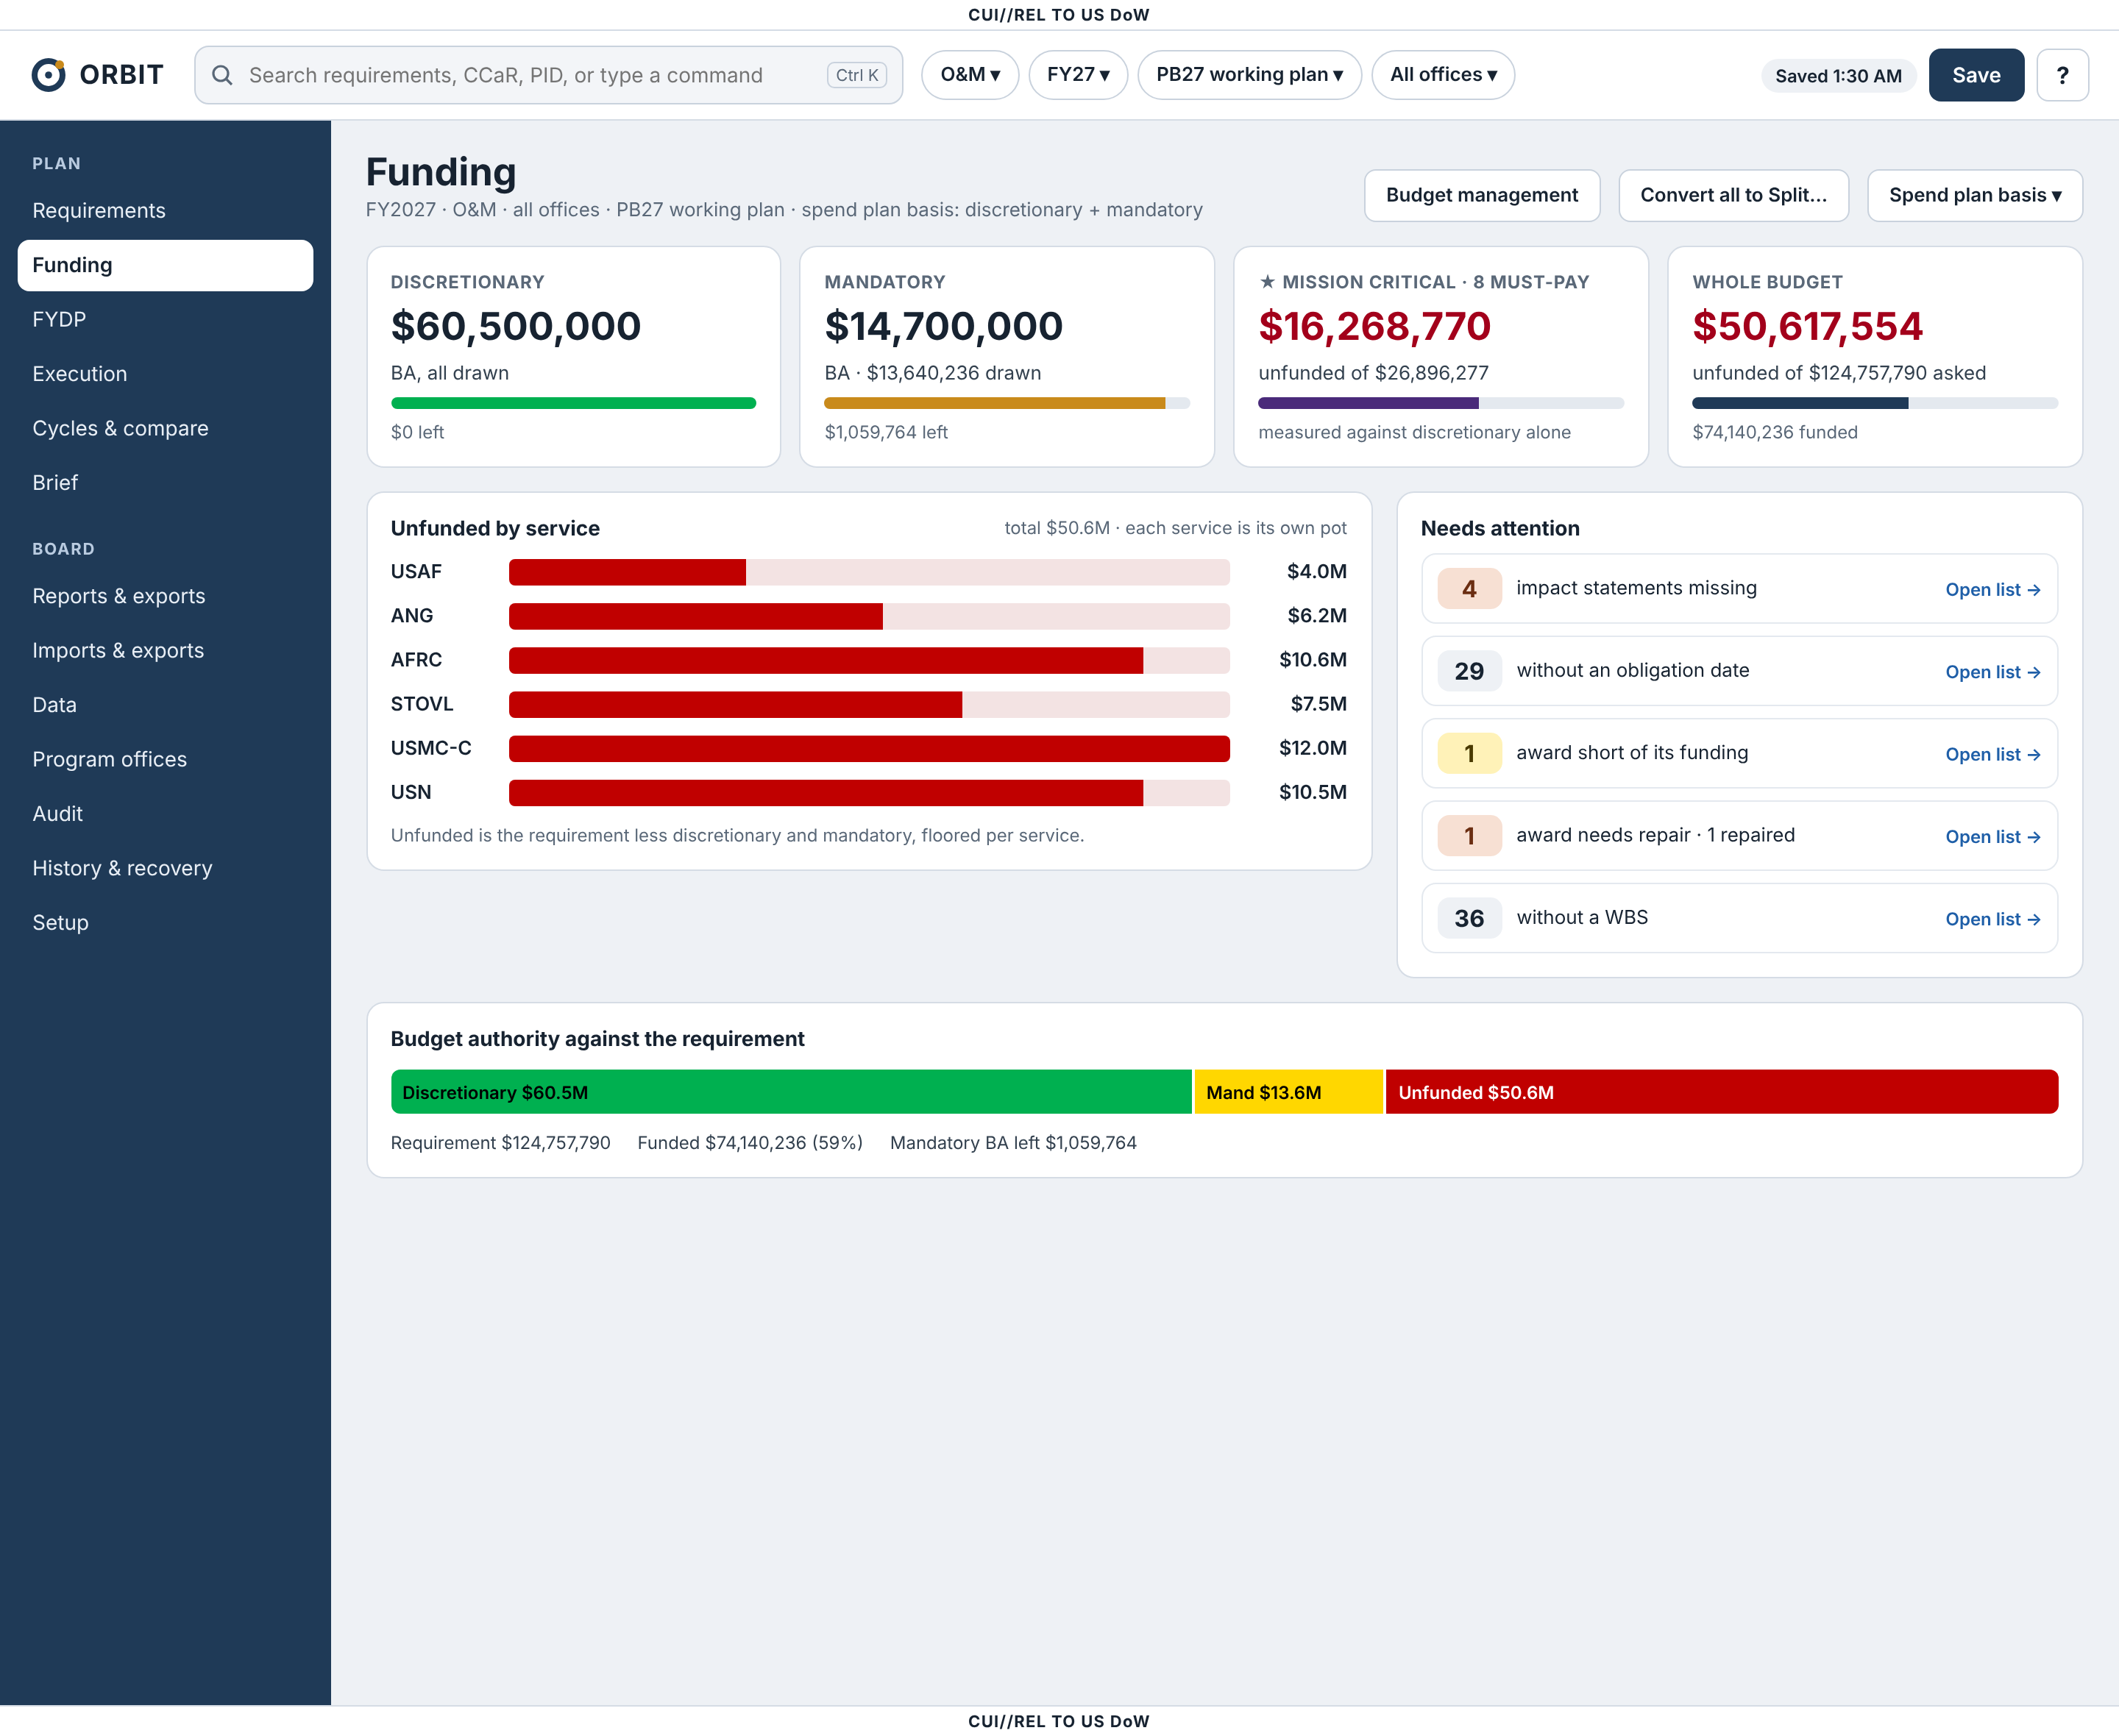 CUI//REL TO US DoW
ORBIT
Search requirements, CCaR, PID, or type a command
Ctrl K
O&M ▾
FY27 ▾
PB27 working plan ▾
All offices ▾
Saved 1:30 AM
Save
?
PLAN
Requirements
Funding
FYDP
Execution
Cycles & compare
Brief
BOARD
Reports & exports
Imports & exports
Data
Program offices
Audit
History & recovery
Setup
Funding
FY2027 · O&M · all offices · PB27 working plan · spend plan basis: discretionary + mandatory
Budget management
Convert all to Split...
Spend plan basis ▾
DISCRETIONARY
$60,500,000
BA, all drawn
$0 left
MANDATORY
$14,700,000
BA · $13,640,236 drawn
$1,059,764 left
★ MISSION CRITICAL · 8 MUST-PAY
$16,268,770
unfunded of $26,896,277
measured against discretionary alone
WHOLE BUDGET
$50,617,554
unfunded of $124,757,790 asked
$74,140,236 funded
Unfunded by service
total $50.6M · each service is its own pot
USAF $4.0M
ANG $6.2M
AFRC $10.6M
STOVL $7.5M
USMC-C $12.0M
USN $10.5M
Unfunded is the requirement less discretionary and mandatory, floored per service.
Needs attention
4 impact statements missing Open list →
29 without an obligation date Open list →
1 award short of its funding Open list →
1 award needs repair · 1 repaired Open list →
36 without a WBS Open list →
Budget authority against the requirement
Discretionary $60.5M
Mand $13.6M
Unfunded $50.6M
Requirement $124,757,790
Funded $74,140,236 (59%)
Mandatory BA left $1,059,764
CUI//REL TO US DoW